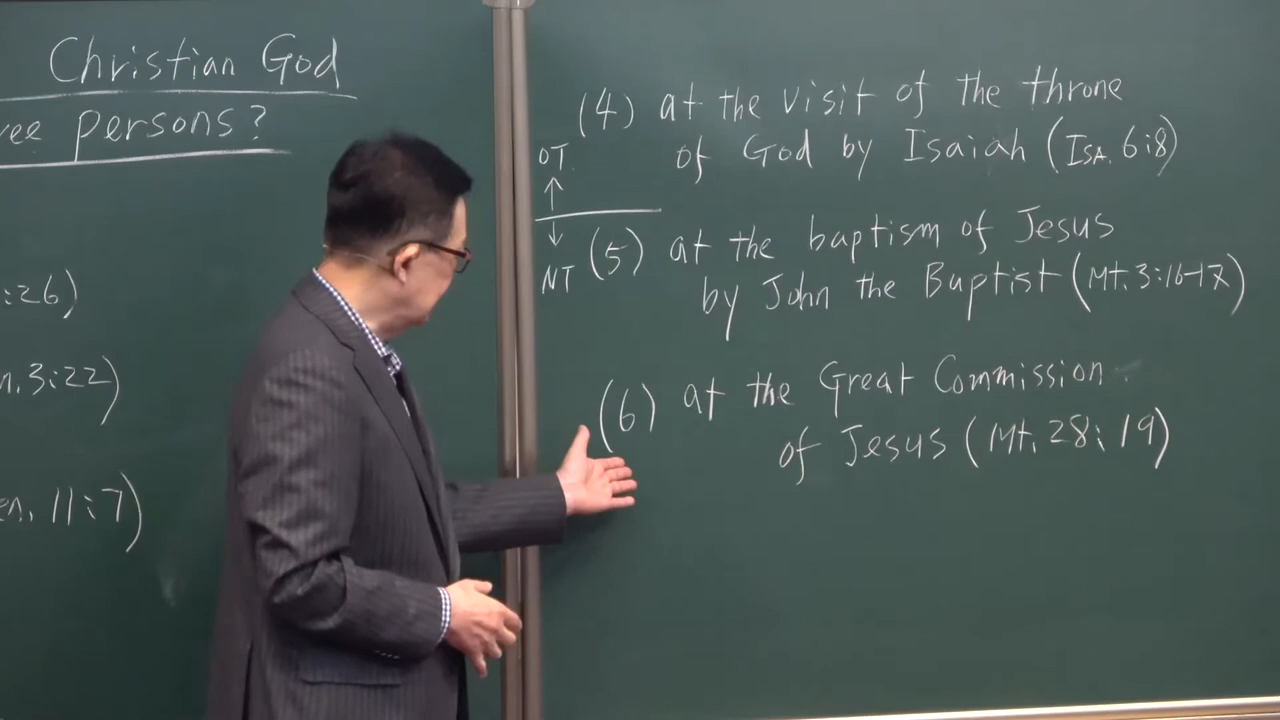 Christian God
persons?
:26)
3:22)
11:7)
(4) at the visit of the throne
of God by Isaiah (Isa. 6:8)
OT
NT
(5) at the baptism of Jesus
by John the Baptist (Mt. 3:16-17)
(6) at the Great Commission
of Jesus (Mt. 28:19)